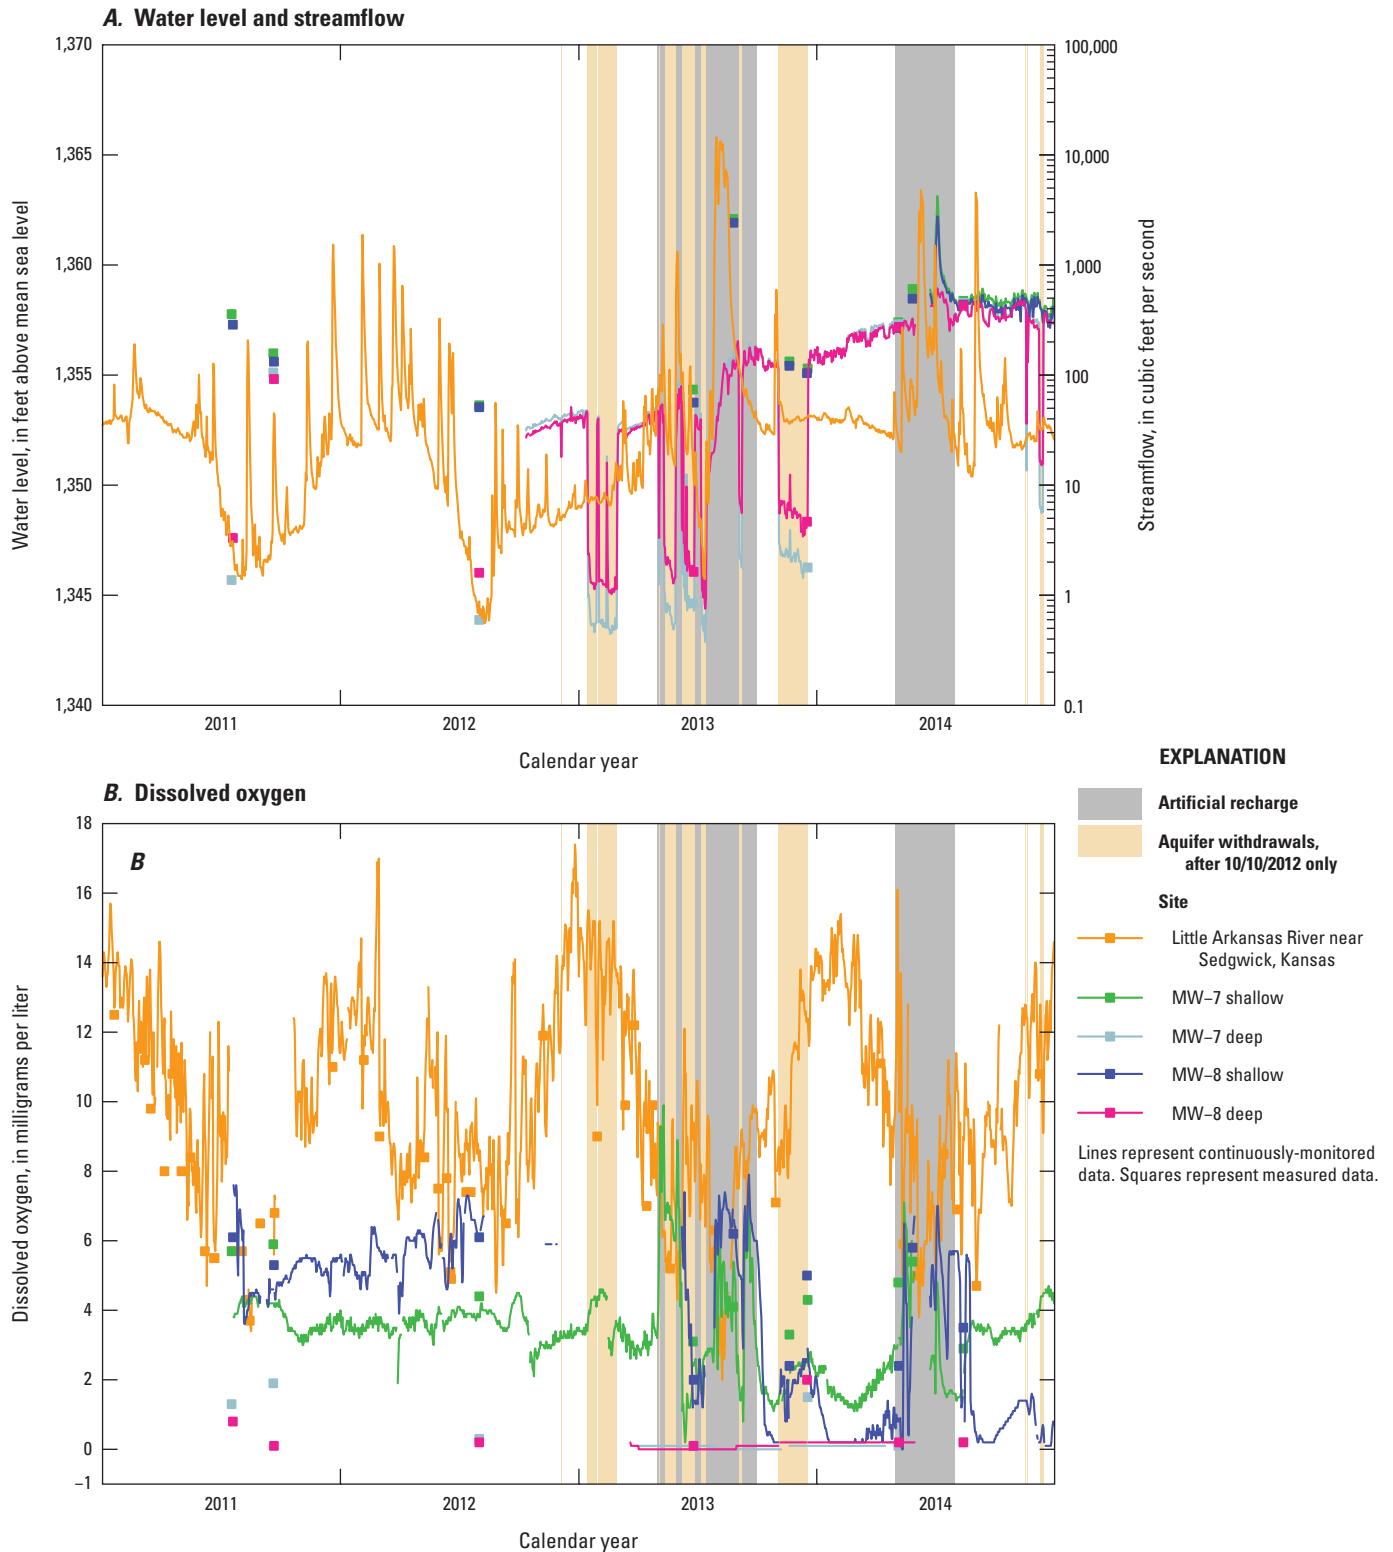 A. Water level and streamflow
1,370
1,365
1,360
1,355
1,350
1,345
1,340
Water level, in feet above mean sea level
100,000
10,000
1,000
100
10
1
0.1
Streamflow, in cubic feet per second
2011
2012
2013
2014
Calendar year
B. Dissolved oxygen
B
18
16
14
12
10
8
6
4
2
0
–1
Dissolved oxygen, in milligrams per liter
2011
2012
2013
2014
Calendar year
EXPLANATION
Artificial recharge
Aquifer withdrawals,
after 10/10/2012 only
Site
Little Arkansas River near
Sedgwick, Kansas
MW–7 shallow
MW–7 deep
MW–8 shallow
MW–8 deep
Lines represent continuously-monitored
data. Squares represent measured data.